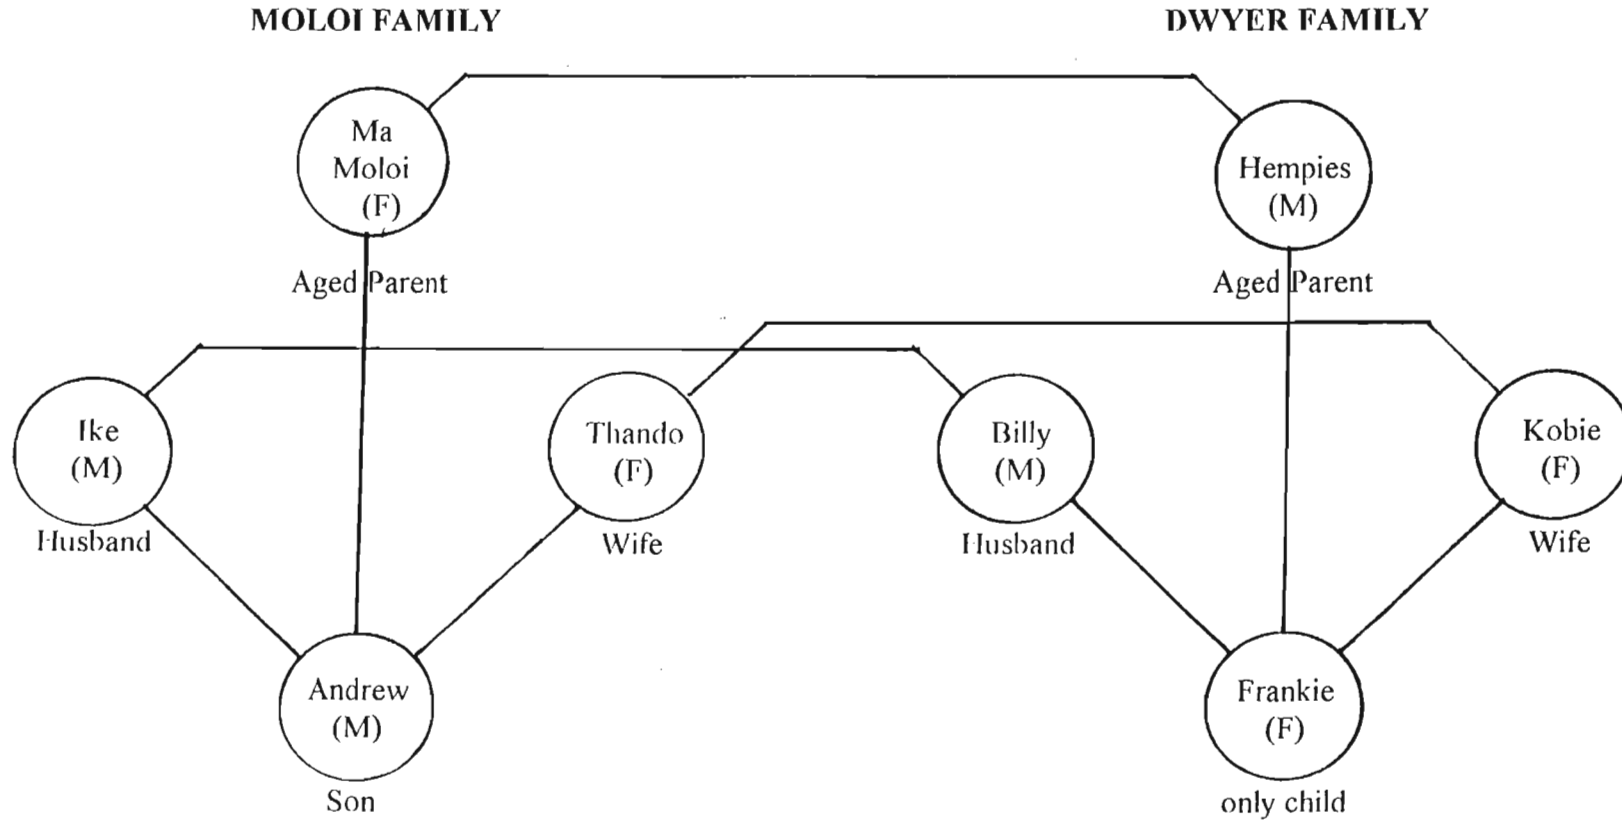 MOLOI FAMILY
DWYER FAMILY
Ma
Moloi
(F)
Hempies
(M)
Aged Parent
Aged Parent
Ike
(M)
Thando
(F)
Billy
(M)
Kobie
(F)
Husband
Wife
Husband
Wife
Andrew
(M)
Frankie
(F)
Son
only child